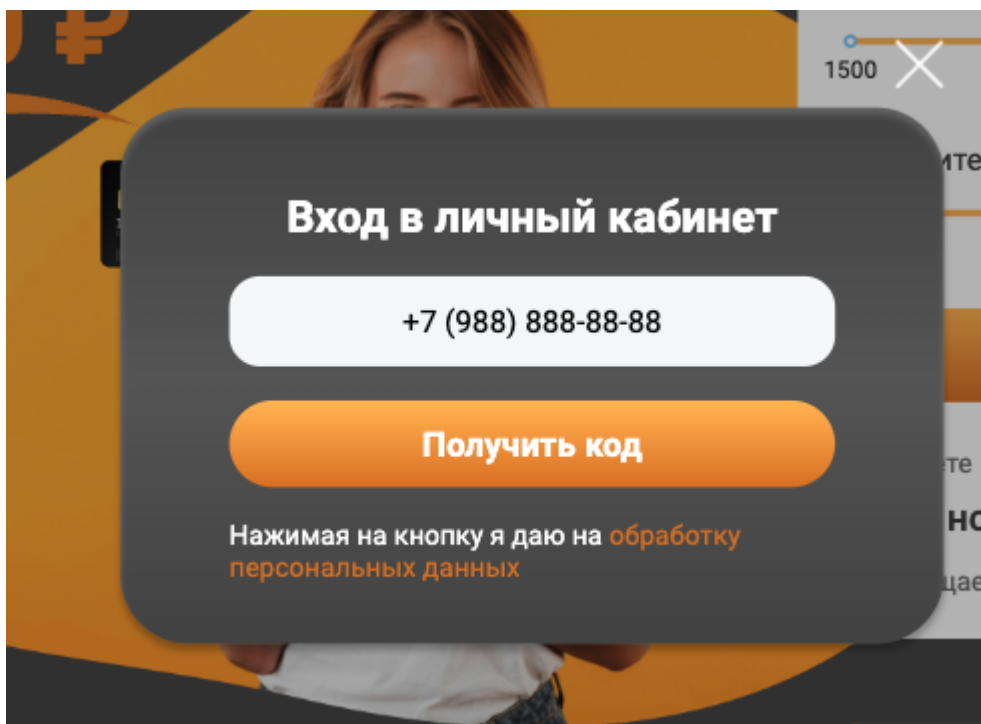 ₽
1500
Вход в личный кабинет
+7 (988) 888-88-88
Получить код
Нажимая на кнопку я даю на обработку
персональных данных